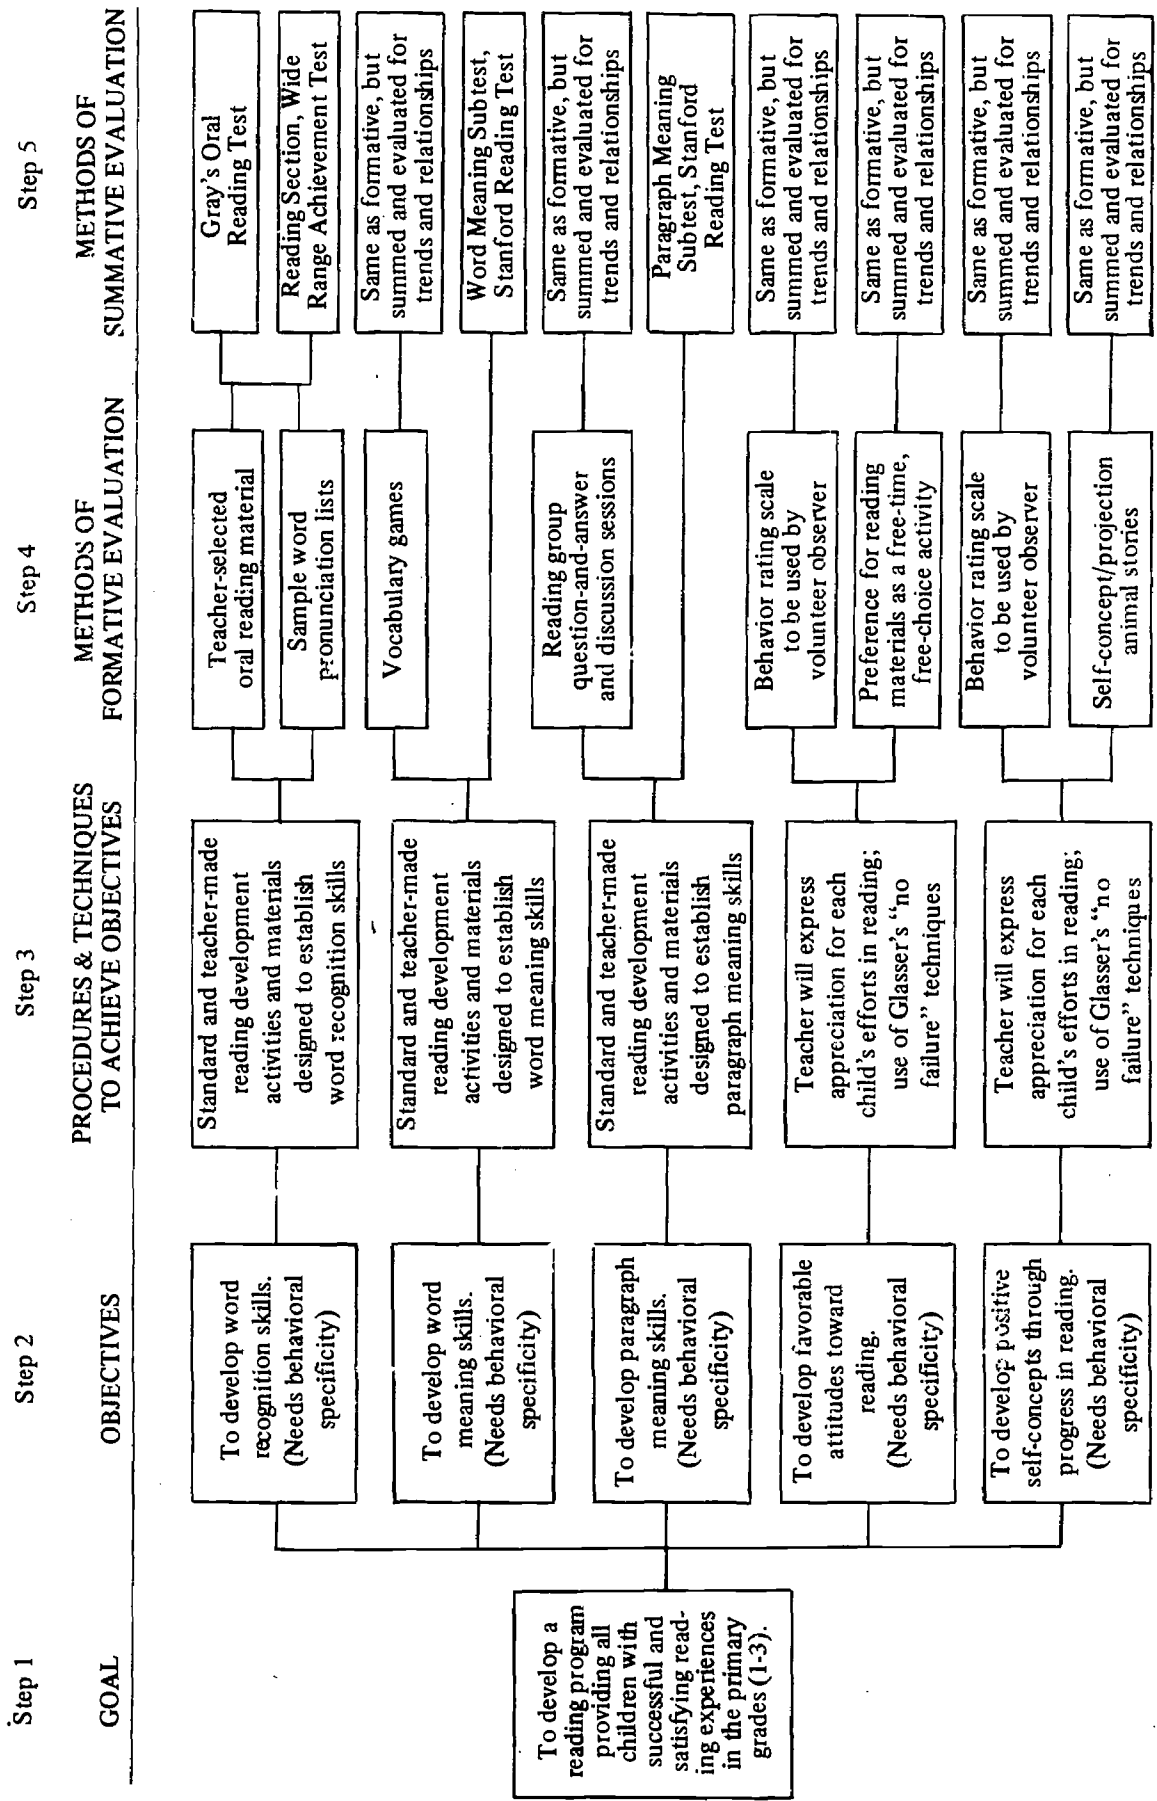 Step 1
GOAL
To develop a
reading program
providing all
children with
successful and
satisfying read-
ing experiences
in the primary
grades (1-3).
Step 2
OBJECTIVES
To develop word
recognition skills.
(Needs behavioral
specificity)
To develop word
meaning skills.
(Needs behavioral
specificity)
To develop paragraph
meaning skills.
(Needs behavioral
specificity)
To develop favorable
attitudes toward
reading.
(Needs behavioral
specificity)
To develop positive
self-concepts through
progress in reading.
(Needs behavioral
specificity)
Step 3
PROCEDURES & TECHNIQUES
TO ACHIEVE OBJECTIVES
Standard and teacher-made
reading development
activities and materials
designed to establish
word recognition skills
Standard and teacher-made
reading development
activities and materials
designed to establish
word meaning skills
Standard and teacher-made
reading development
activities and materials
designed to establish
paragraph meaning skills
Teacher will express
appreciation for each
child's efforts in reading;
use of Glasser's “no
failure” techniques
Teacher will express
appreciation for each
child's efforts in reading;
use of Glasser's “no
failure” techniques
Step 4
METHODS OF
FORMATIVE EVALUATION
Teacher-selected
oral reading material
Sample word
pronunciation lists
Vocabulary games
Reading group
question-and-answer
and discussion sessions
Behavior rating scale
to be used by
volunteer observer
Preference for reading
materials as a free-time,
free-choice activity
Behavior rating scale
to be used by
volunteer observer
Self-concept/projection
animal stories
Step 5
METHODS OF
SUMMATIVE EVALUATION
Gray's Oral
Reading Test
Reading Section, Wide
Range Achievement Test
Same as formative, but
summed and evaluated for
trends and relationships
Word Meaning Subtest,
Stanford Reading Test
Same as formative, but
summed and evaluated for
trends and relationships
Paragraph Meaning
Subtest, Stanford
Reading Test
Same as formative, but
summed and evaluated for
trends and relationships
Same as formative, but
summed and evaluated for
trends and relationships
Same as formative, but
summed and evaluated for
trends and relationships
Same as formative, but
summed and evaluated for
trends and relationships